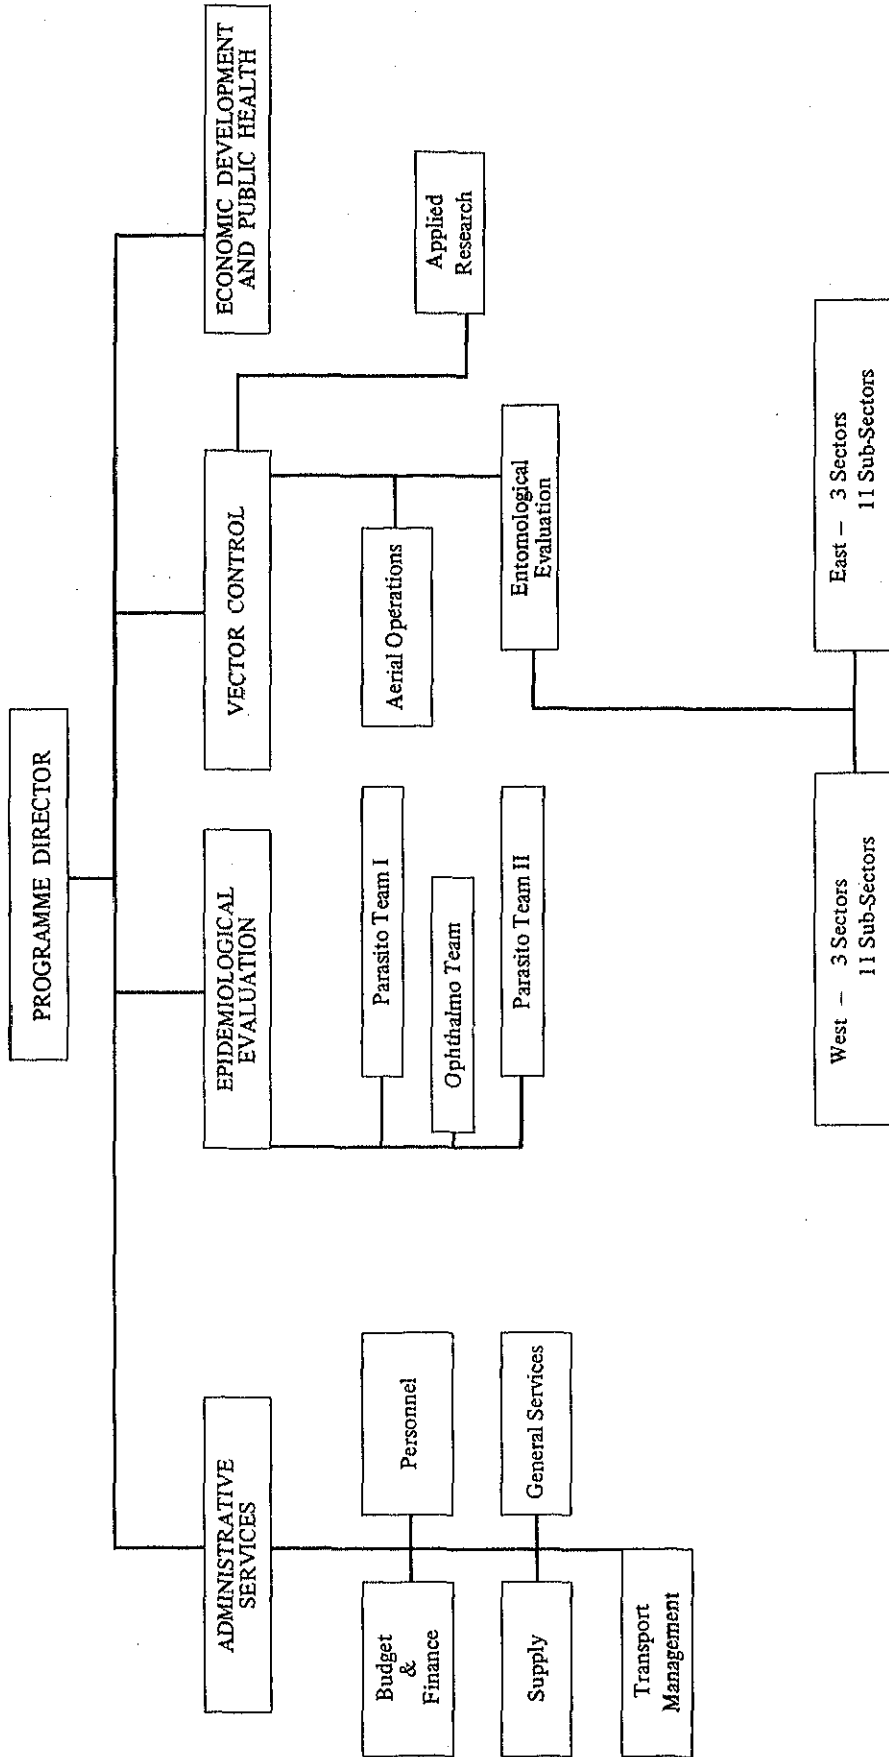 PROGRAMME DIRECTOR
ADMINISTRATIVE
SERVICES
EPIDEMIOLOGICAL
EVALUATION
VECTOR CONTROL
ECONOMIC DEVELOPMENT
AND PUBLIC HEALTH
Budget
&
Finance
Personnel
Supply
General Services
Transport
Management
Parasito Team I
Ophthalmo Team
Parasito Team II
Aerial Operations
Applied
Research
Entomological
Evaluation
West – 3 Sectors
11 Sub-Sectors
East – 3 Sectors
11 Sub-Sectors